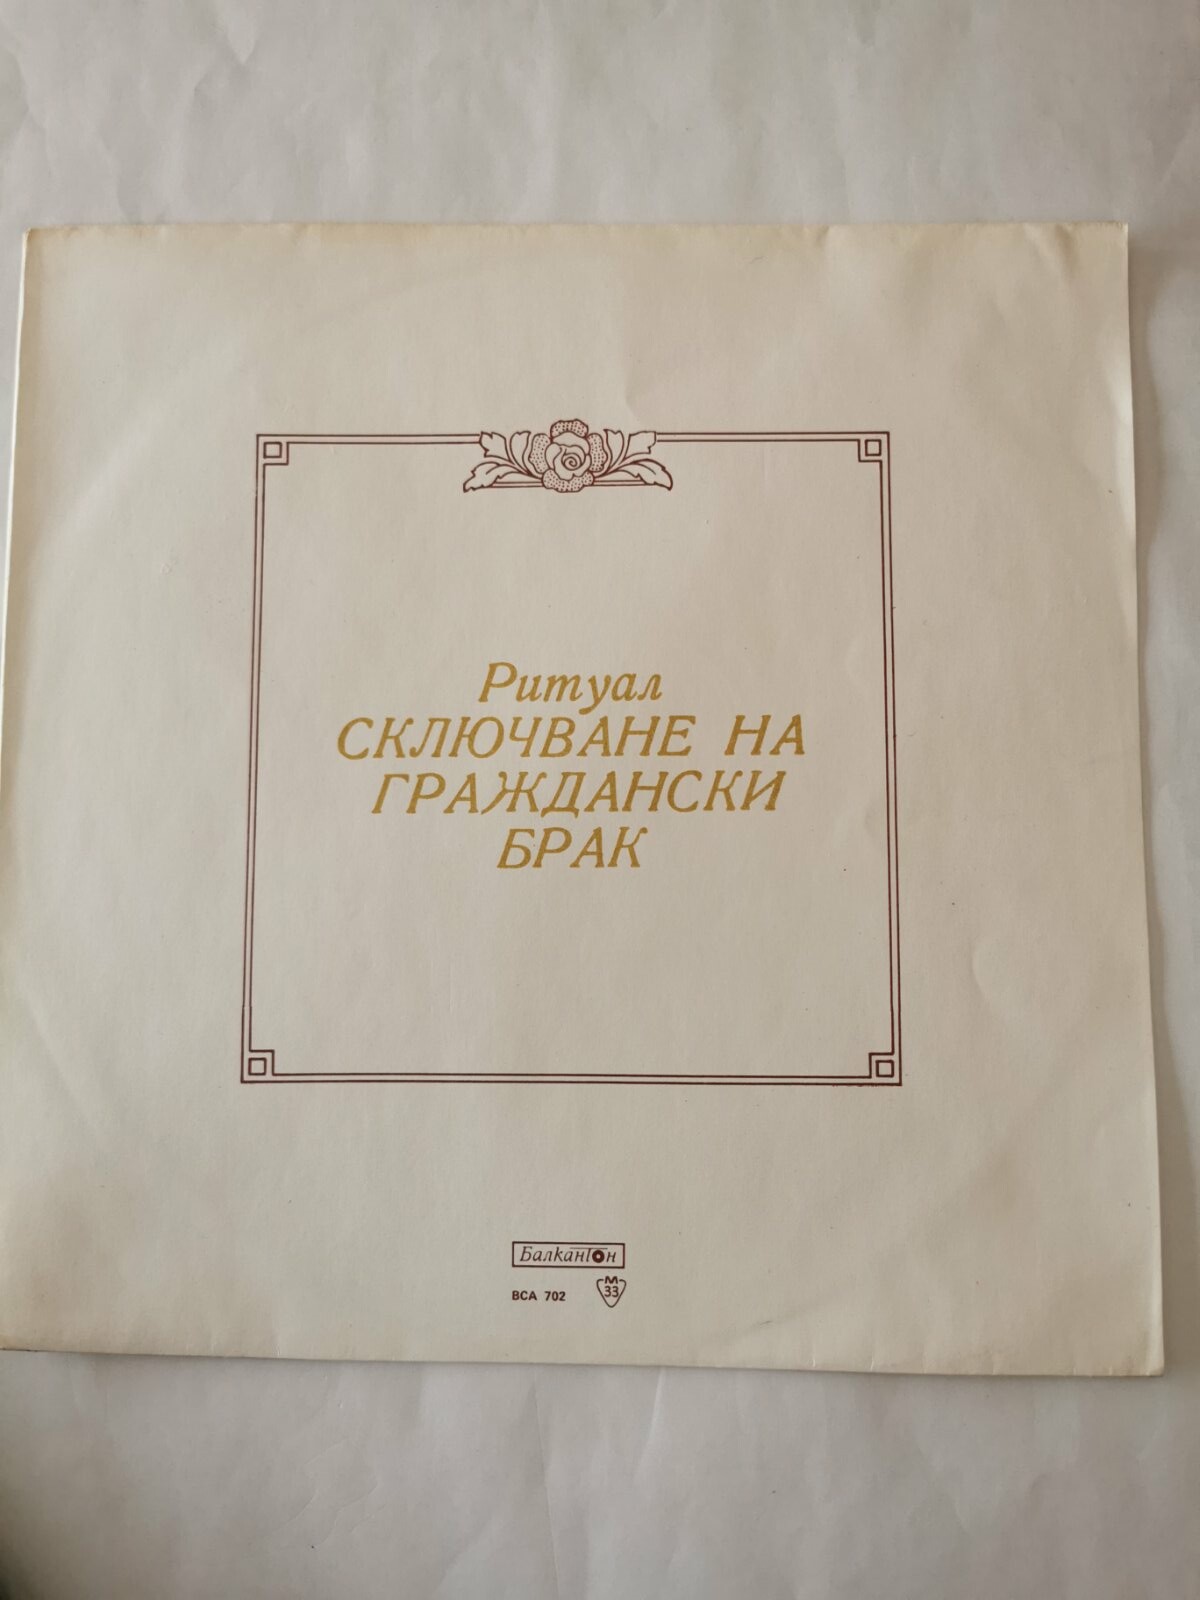 Ритуал
СКЛЮЧВАНЕ НА
ГРАЖДАНСКИ
БРАК
Балкантон
ВСА 702
М
33